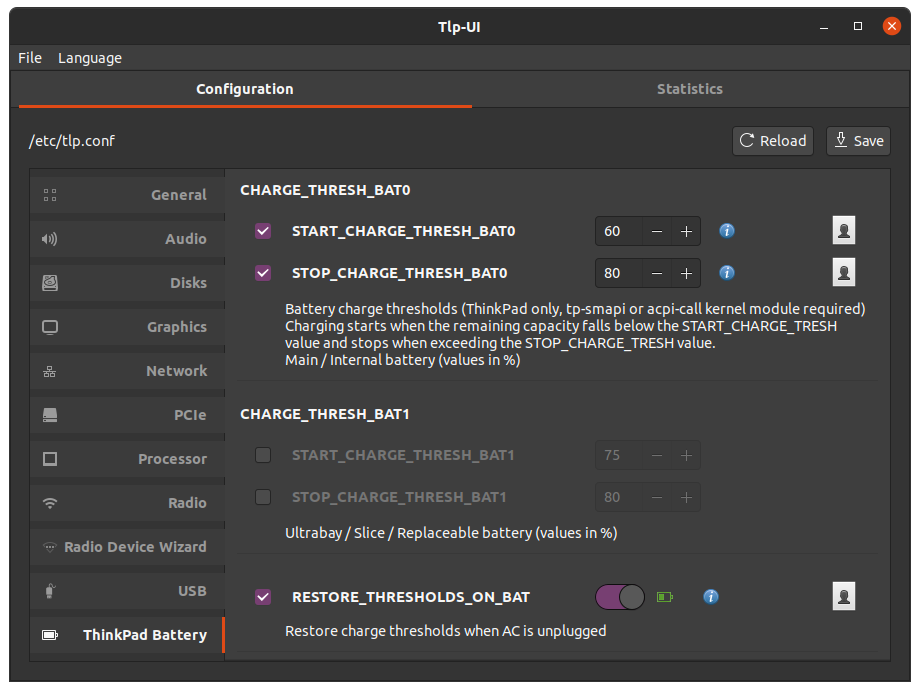 Tlp-UI
File Language
Configuration Statistics
/etc/tlp.conf Reload Save
General
Audio
Disks
Graphics
Network
PCIe
Processor
Radio
Radio Device Wizard
USB
ThinkPad Battery
CHARGE_THRESH_BAT0
START_CHARGE_THRESH_BAT0 60 − +
STOP_CHARGE_THRESH_BAT0 80 − +
Battery charge thresholds (ThinkPad only, tp-smapi or acpi-call kernel module required)
Charging starts when the remaining capacity falls below the START_CHARGE_TRESH
value and stops when exceeding the STOP_CHARGE_TRESH value.
Main / Internal battery (values in %)
CHARGE_THRESH_BAT1
START_CHARGE_THRESH_BAT1 75 − +
STOP_CHARGE_THRESH_BAT1 80 − +
Ultrabay / Slice / Replaceable battery (values in %)
RESTORE_THRESHOLDS_ON_BAT
Restore charge thresholds when AC is unplugged